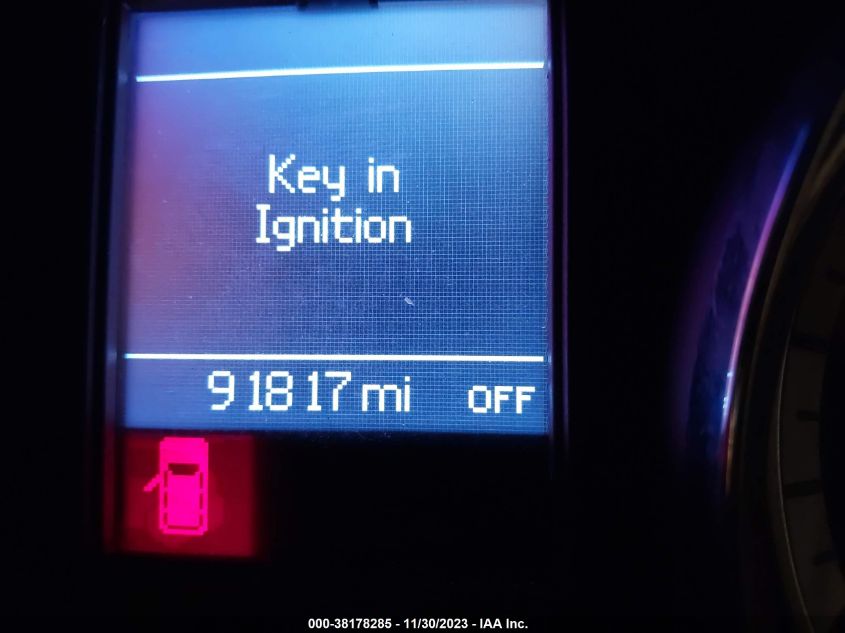 Key in
Ignition
91817 mi OFF
000-38178285 - 11/30/2023 - IAA Inc.